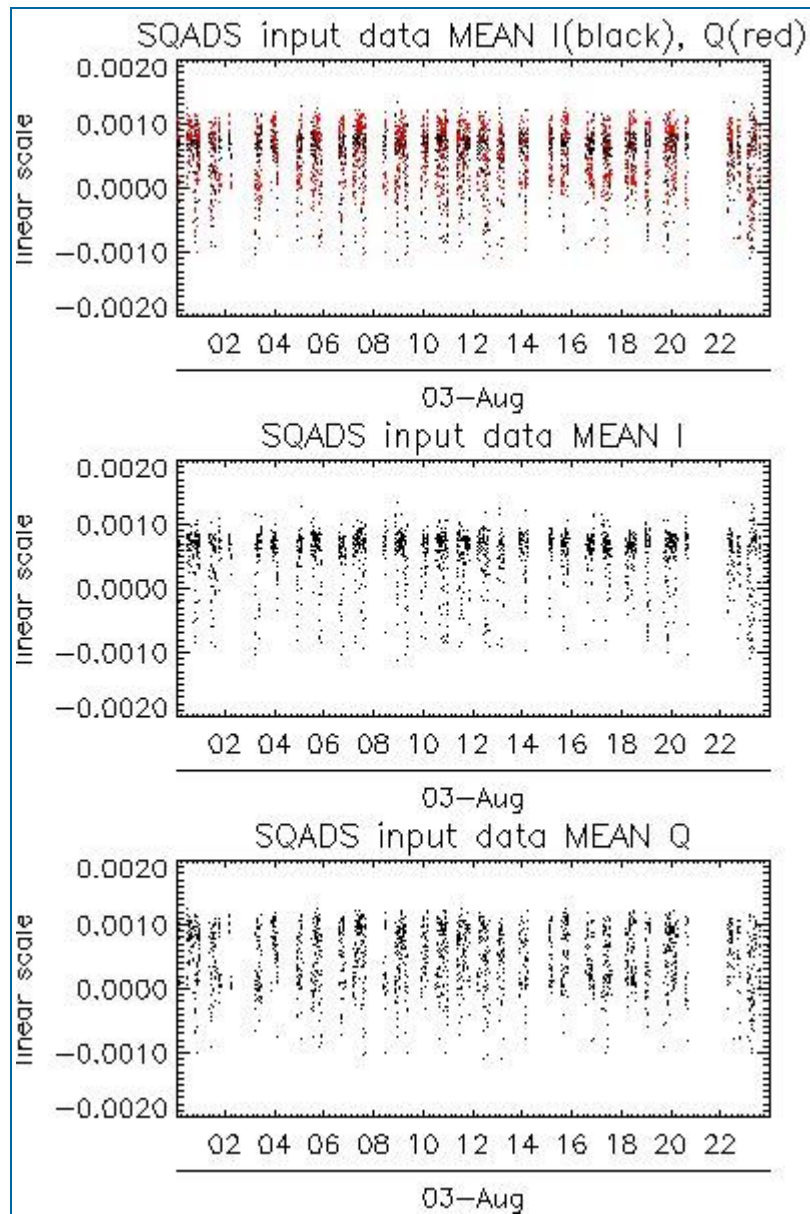 SQADS input data MEAN I(black), Q(red)
0.0020
0.0010
0.0000
−0.0010
−0.0020
linear scale
02 04 06 08 10 12 14 16 18 20 22
03−Aug
SQADS input data MEAN I
0.0020
0.0010
0.0000
−0.0010
−0.0020
linear scale
02 04 06 08 10 12 14 16 18 20 22
03−Aug
SQADS input data MEAN Q
0.0020
0.0010
0.0000
−0.0010
−0.0020
linear scale
02 04 06 08 10 12 14 16 18 20 22
03−Aug